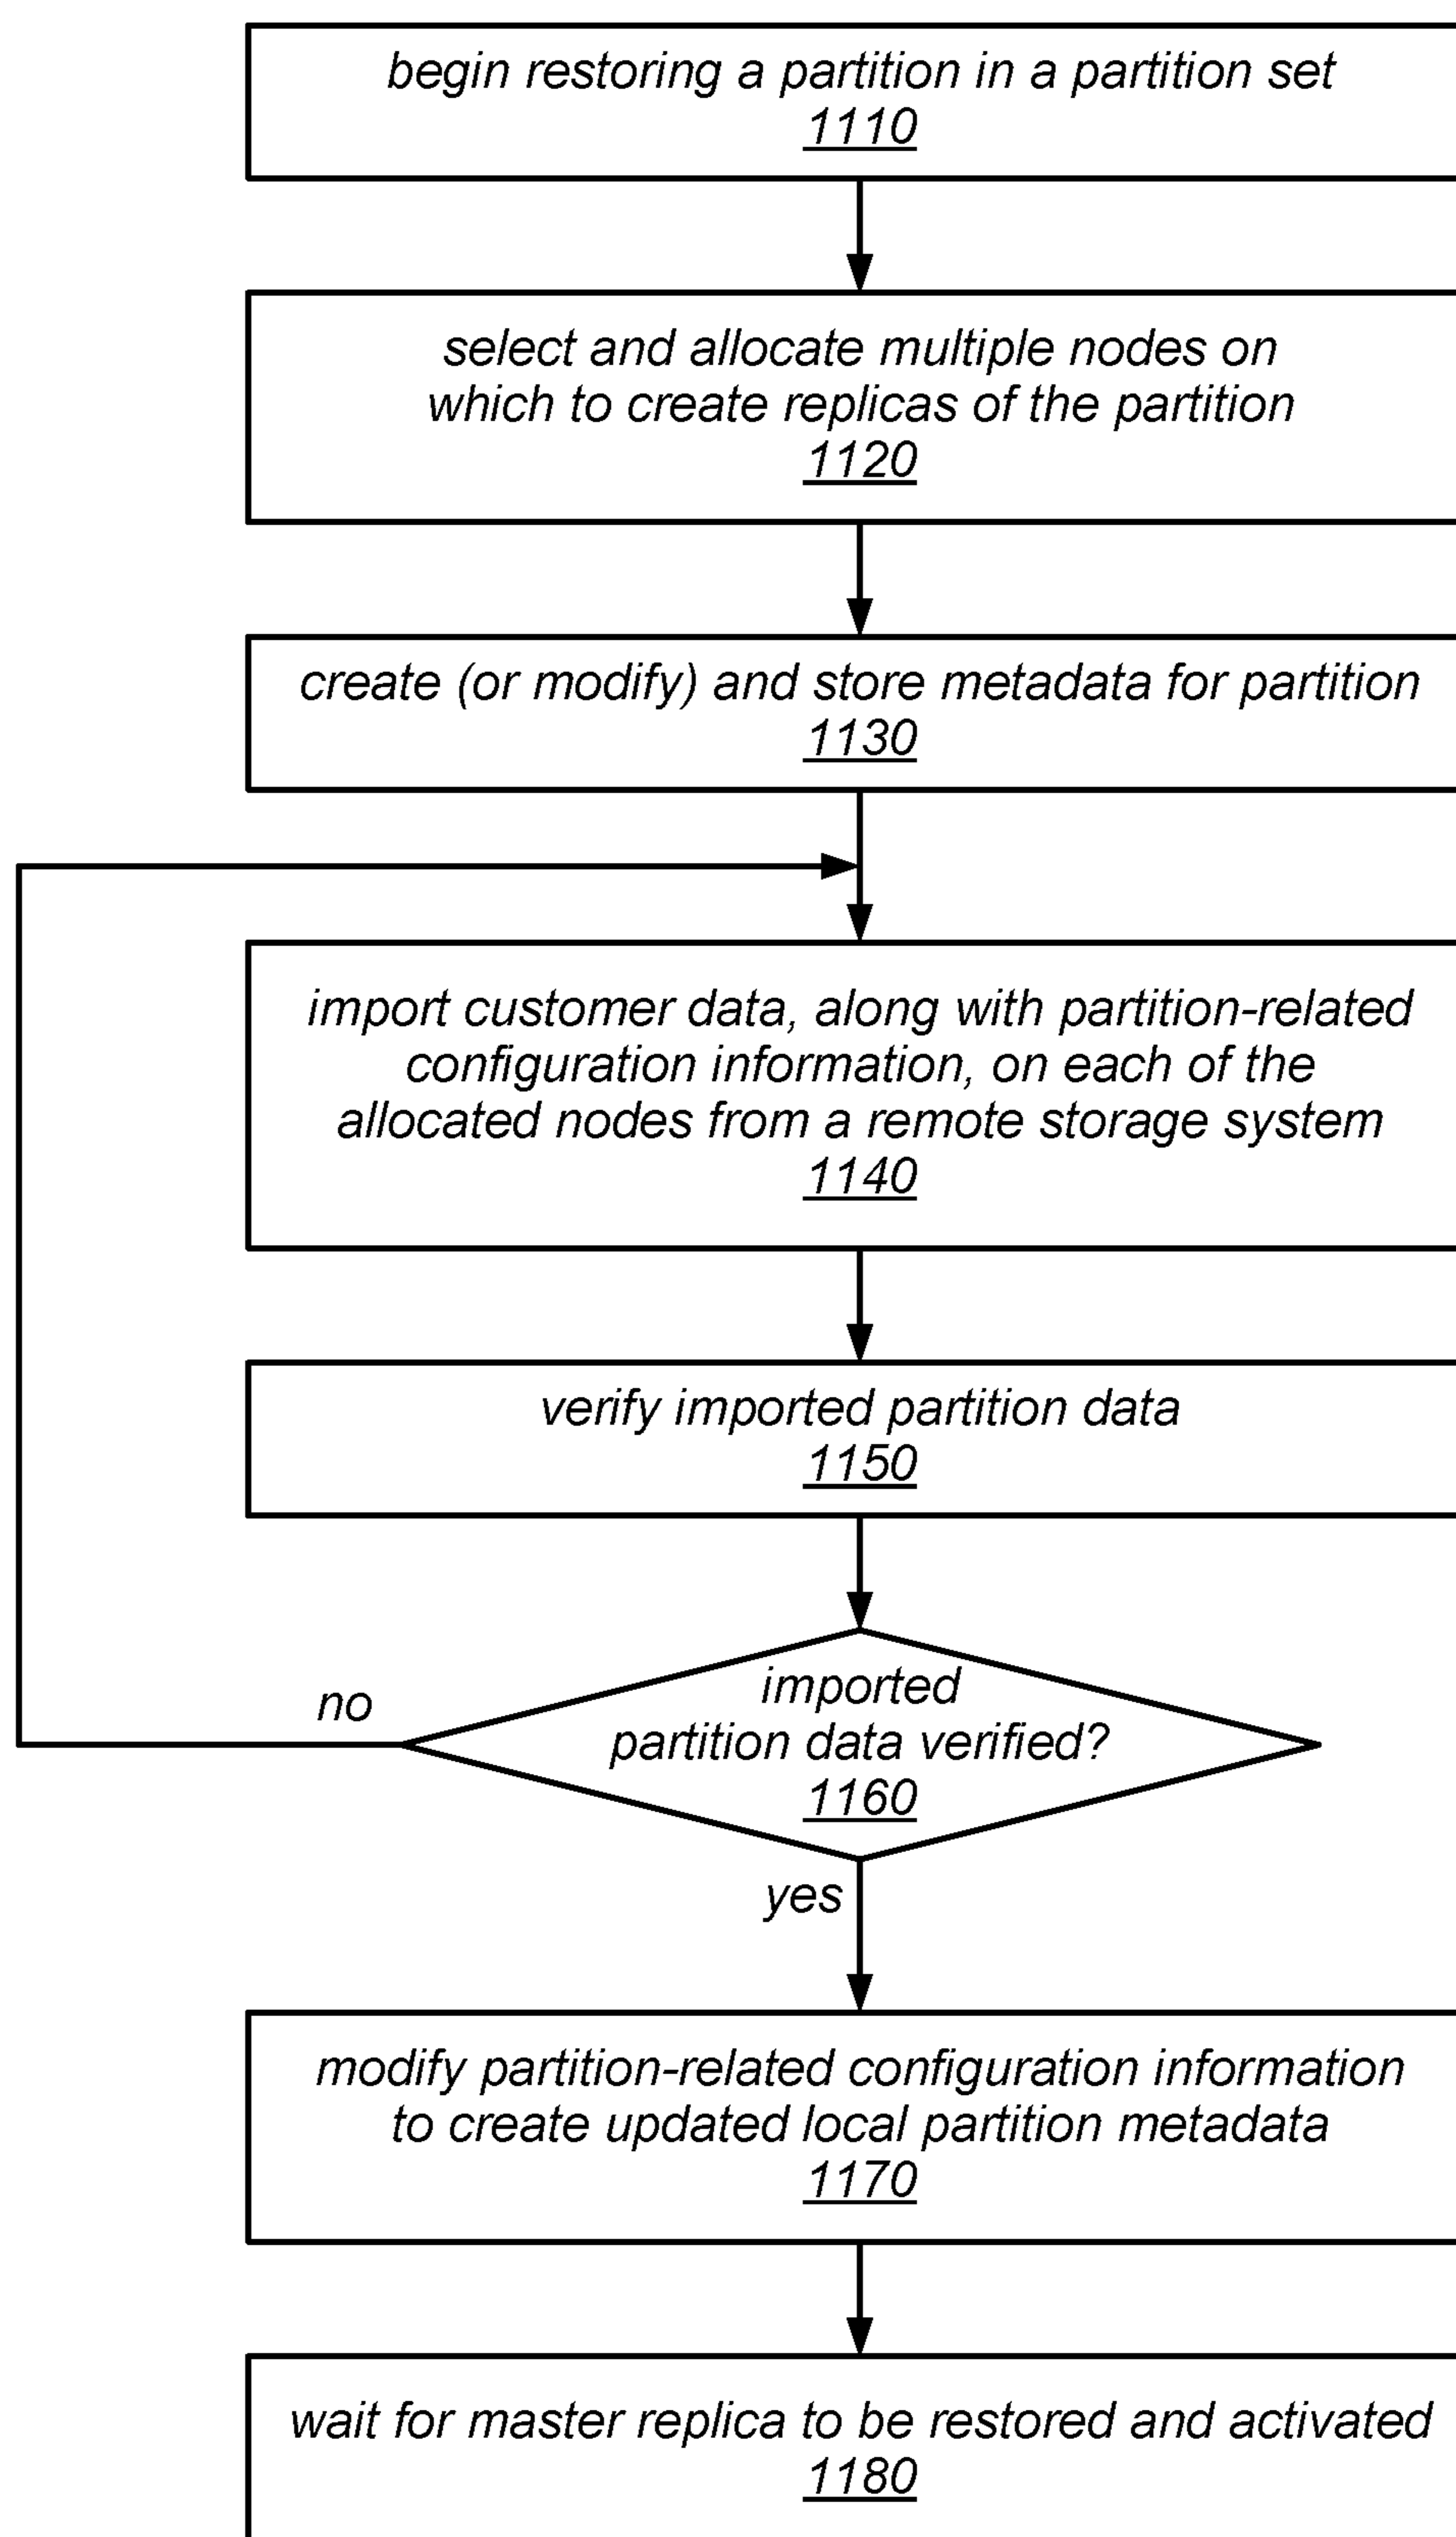 begin restoring a partition in a partition set
1110
select and allocate multiple nodes on
which to create replicas of the partition
1120
create (or modify) and store metadata for partition
1130
import customer data, along with partition-related
configuration information, on each of the
allocated nodes from a remote storage system
1140
verify imported partition data
1150
imported
partition data verified?
1160
no
yes
modify partition-related configuration information
to create updated local partition metadata
1170
wait for master replica to be restored and activated
1180